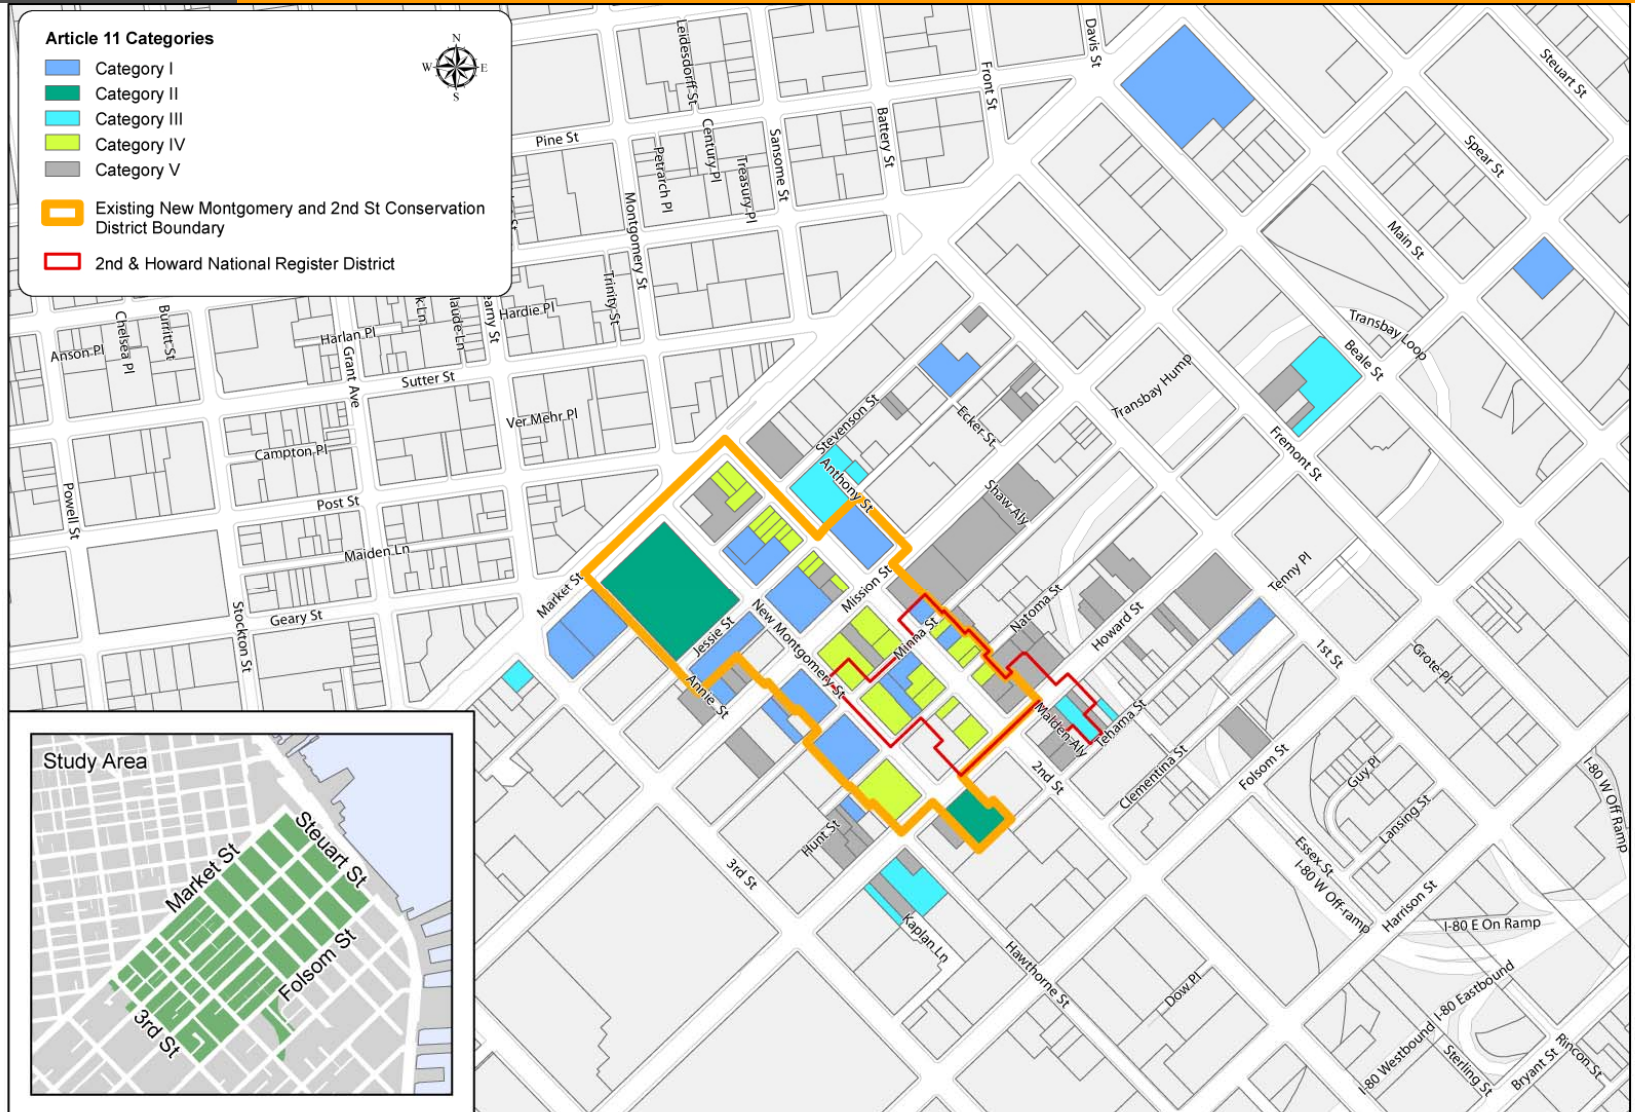 Article 11 Categories
Category I
Category II
Category III
Category IV
Category V
Existing New Montgomery and 2nd St Conservation
District Boundary
2nd & Howard National Register District
N
W
E
S
Leidesdorff St
Davis St
Front St
Steuart St
Pine St
Century Pl
Sansome St
Battery St
Petrarch Pl
Treasury Pl
Spear St
Montgomery St
Main St
Trinity St
Hardie Pl
Chelsea Pl
Burritt St
Anson Pl
Harlan Pl
Grant Ave
Transbay Loop
Beale St
Sutter St
Transbay Hump
Ver Mehr Pl
Stevenson St
Ecker St
Campton Pl
Fremont St
Anthony St
Powell St
Post St
Shaw Aly
Maiden Ln
Market St
Mission St
Tenny Pl
Geary St
Stockton St
New Montgomery St
Natoma St
Jessie St
Minna St
Howard St
1st St
Grote Pl
Annie St
Malden Aly
Tehama St
2nd St
Clementina St
Folsom St
Guy Pl
I-80 W Off Ramp
Lansing St
Hunt St
Essex St
I-80 W Off-ramp
3rd St
Harrison St
Kaplan Ln
I-80 E On Ramp
Hawthorne St
Dow Pl
I-80 Eastbound
I-80 Westbound
Sterling St
Bryant St
Rincon St
Study Area
Market St
Steuart St
Folsom St
3rd St